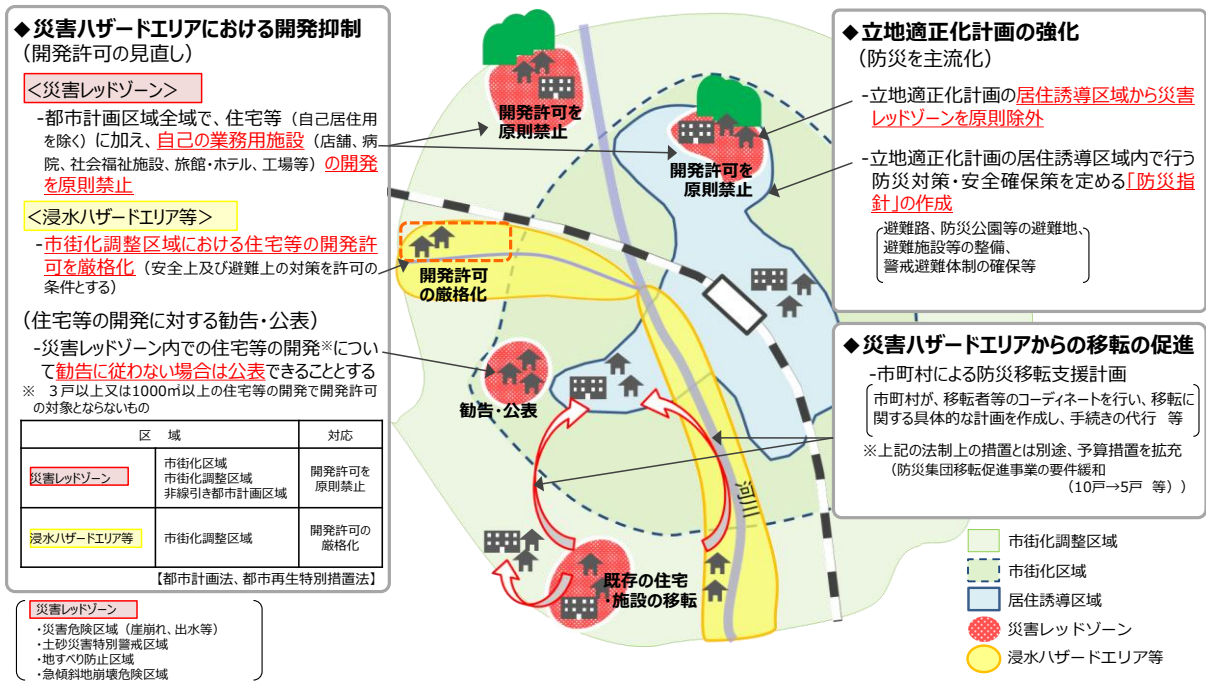 ◆災害ハザードエリアにおける開発抑制
(開発許可の見直し)
<災害レッドゾーン>
-都市計画区域全域で、住宅等(自己居住用
を除く)に加え、自己の業務用施設(店舗、病
院、社会福祉施設、旅館・ホテル、工場等)の開発
を原則禁止
<浸水ハザードエリア等>
-市街化調整区域における住宅等の開発許
可を厳格化(安全上及び避難上の対策を許可の
条件とする)
(住宅等の開発に対する勧告・公表)
-災害レッドゾーン内での住宅等の開発※につい
て勧告に従わない場合は公表できることとする
※ 3戸以上又は1000㎡以上の住宅等の開発で開発許可
の対象とならないもの
区 域 対応
災害レッドゾーン
市街化区域
市街化調整区域
非線引き都市計画区域
開発許可を
原則禁止
浸水ハザードエリア等
市街化調整区域
開発許可の
厳格化
【都市計画法、都市再生特別措置法】
災害レッドゾーン
・災害危険区域(崖崩れ、出水等)
・土砂災害特別警戒区域
・地すべり防止区域
・急傾斜地崩壊危険区域
開発許可を
原則禁止
開発許可を
原則禁止
開発許可
の厳格化
勧告・公表
河川
既存の住宅
・施設の移転
◆立地適正化計画の強化
(防災を主流化)
-立地適正化計画の居住誘導区域から災害
レッドゾーンを原則除外
-立地適正化計画の居住誘導区域内で行う
防災対策・安全確保策を定める「防災指
針」の作成
避難路、防災公園等の避難地、
避難施設等の整備、
警戒避難体制の確保等
◆災害ハザードエリアからの移転の促進
-市町村による防災移転支援計画
市町村が、移転者等のコーディネートを行い、移転に
関する具体的な計画を作成し、手続きの代行 等
※上記の法制上の措置とは別途、予算措置を拡充
(防災集団移転促進事業の要件緩和
(10戸→5戸 等))
市街化調整区域
市街化区域
居住誘導区域
災害レッドゾーン
浸水ハザードエリア等